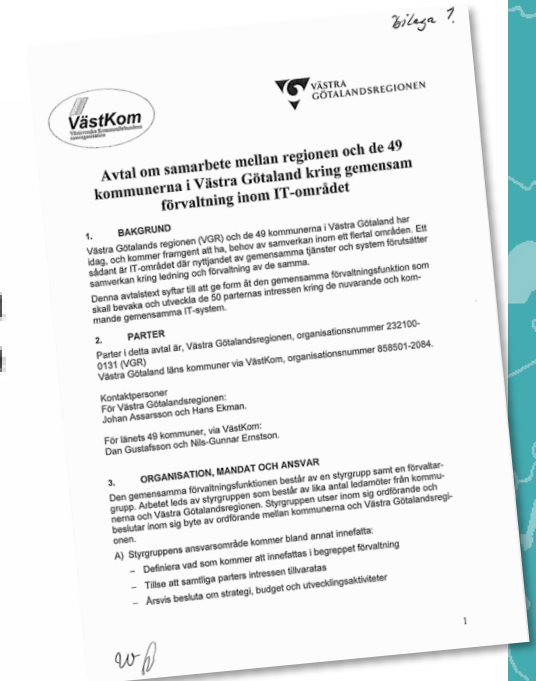 Bilaga 1.
VästKom
VÄSTRA
GÖTALANDSREGIONEN
Avtal om samarbete mellan regionen och de 49
kommunerna i Västra Götaland kring gemensam
förvaltning inom IT-området
1. BAKGRUND
Västra Götalands regionen (VGR) och de 49 kommunerna i Västra Götaland har
idag, och kommer framgent att ha, behov av samverkan inom ett flertal områden. Ett
sådant är IT-området där nyttjandet av gemensamma tjänster och system förutsätter
samverkan kring ledning och förvaltning av de samma.
Denna avtalstext syftar till att ge form åt den gemensamma förvaltningsfunktion som
skall bevaka och utveckla de 50 parternas intressen kring de nuvarande och kom-
mande gemensamma IT-system.
2. PARTER
Parter i detta avtal är, Västra Götalandsregionen, organisationsnummer 232100-
0131 (VGR)
Västra Götaland läns kommuner via VästKom, organisationsnummer 858501-2084.
Kontaktpersoner
För Västra Götalandsregionen:
Johan Assarsson och Hans Ekman.
För länets 49 kommuner, via VästKom:
Dan Gustafsson och Nils-Gunnar Ernstson.
3. ORGANISATION, MANDAT OCH ANSVAR
Den gemensamma förvaltningsfunktionen består av en styrgrupp samt en förvaltar-
grupp. Arbetet leds av styrgruppen som består av lika antal ledamöter från kommu-
nerna och Västra Götalandsregionen. Styrgruppen utser inom sig ordförande och
beslutar inom sig byte av ordförande mellan kommunerna och Västra Götalandsregi-
onen.
A) Styrgruppens ansvarsområde kommer bland annat innefatta:
– Definiera vad som kommer att innefattas i begreppet förvaltning
– Tillse att samtliga parters intressen tillvaratas
– Årsvis besluta om strategi, budget och utvecklingsaktiviteter
1